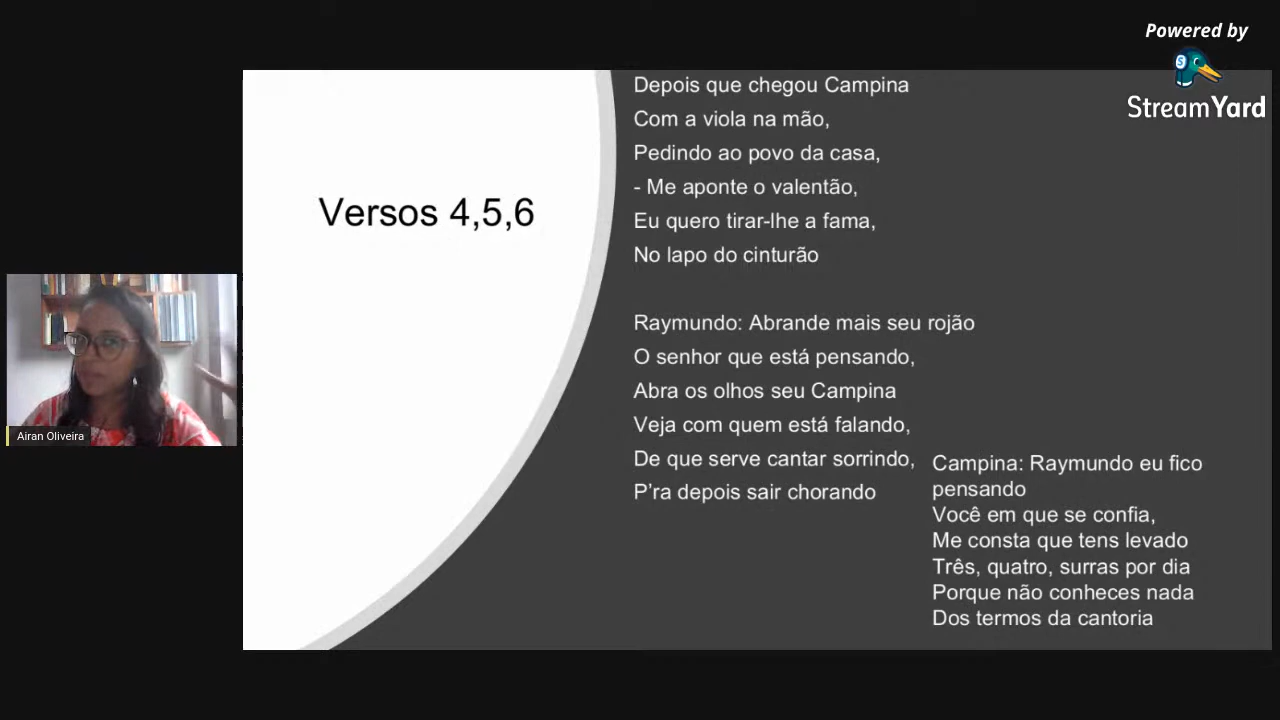 Powered by
StreamYard
Versos 4,5,6
Depois que chegou Campina
Com a viola na mão,
Pedindo ao povo da casa,
- Me aponte o valentão,
Eu quero tirar-lhe a fama,
No lapo do cinturão
Raymundo: Abrande mais seu rojão
O senhor que está pensando,
Abra os olhos seu Campina
Veja com quem está falando,
De que serve cantar sorrindo,
P'ra depois sair chorando
Campina: Raymundo eu fico
pensando
Você em que se confia,
Me consta que tens levado
Três, quatro, surras por dia
Porque não conheces nada
Dos termos da cantoria
Airan Oliveira